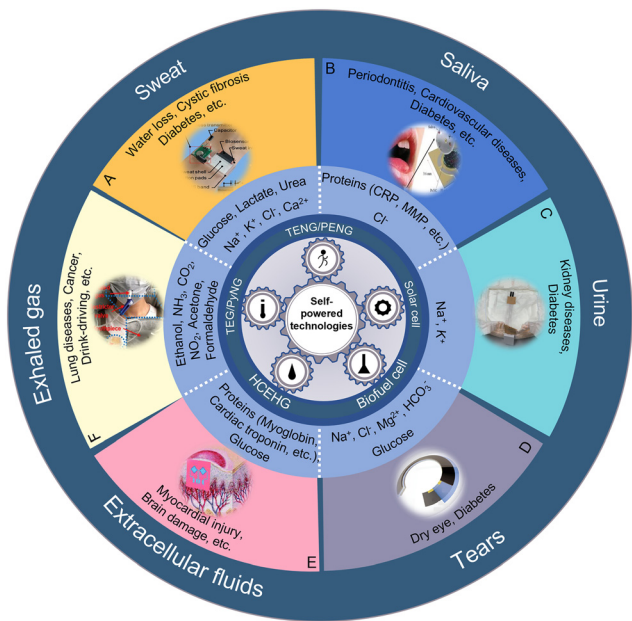 Sweat
Saliva
Urine
Tears
Extracellular fluids
Exhaled gas
A
Water loss, Cystic fibrosis
Diabetes, etc.
Glucose, Lactate, Urea
Na⁺, K⁺, Cl⁻, Ca²⁺
B
Periodontitis, Cardiovascular diseases,
Diabetes, etc.
Proteins (CRP, MMP, etc.)
Cl⁻
C
Kidney diseases,
Diabetes
Na⁺,
K⁺
D
Dry eye, Diabetes
Na⁺, Cl⁻, Mg²⁺, HCO₃⁻
Glucose
E
Myocardial injury,
Brain damage, etc.
Proteins (Myoglobin,
Cardiac troponin, etc.)
Glucose
F
Lung diseases, Cancer,
Drink-driving, etc.
Ethanol, NH₃, CO₂,
NO₂, Acetone,
Formaldehyde
TENG/PENG
Solar cell
Biofuel cell
HCEHG
TEG/PYNG
Self-
powered
technologies